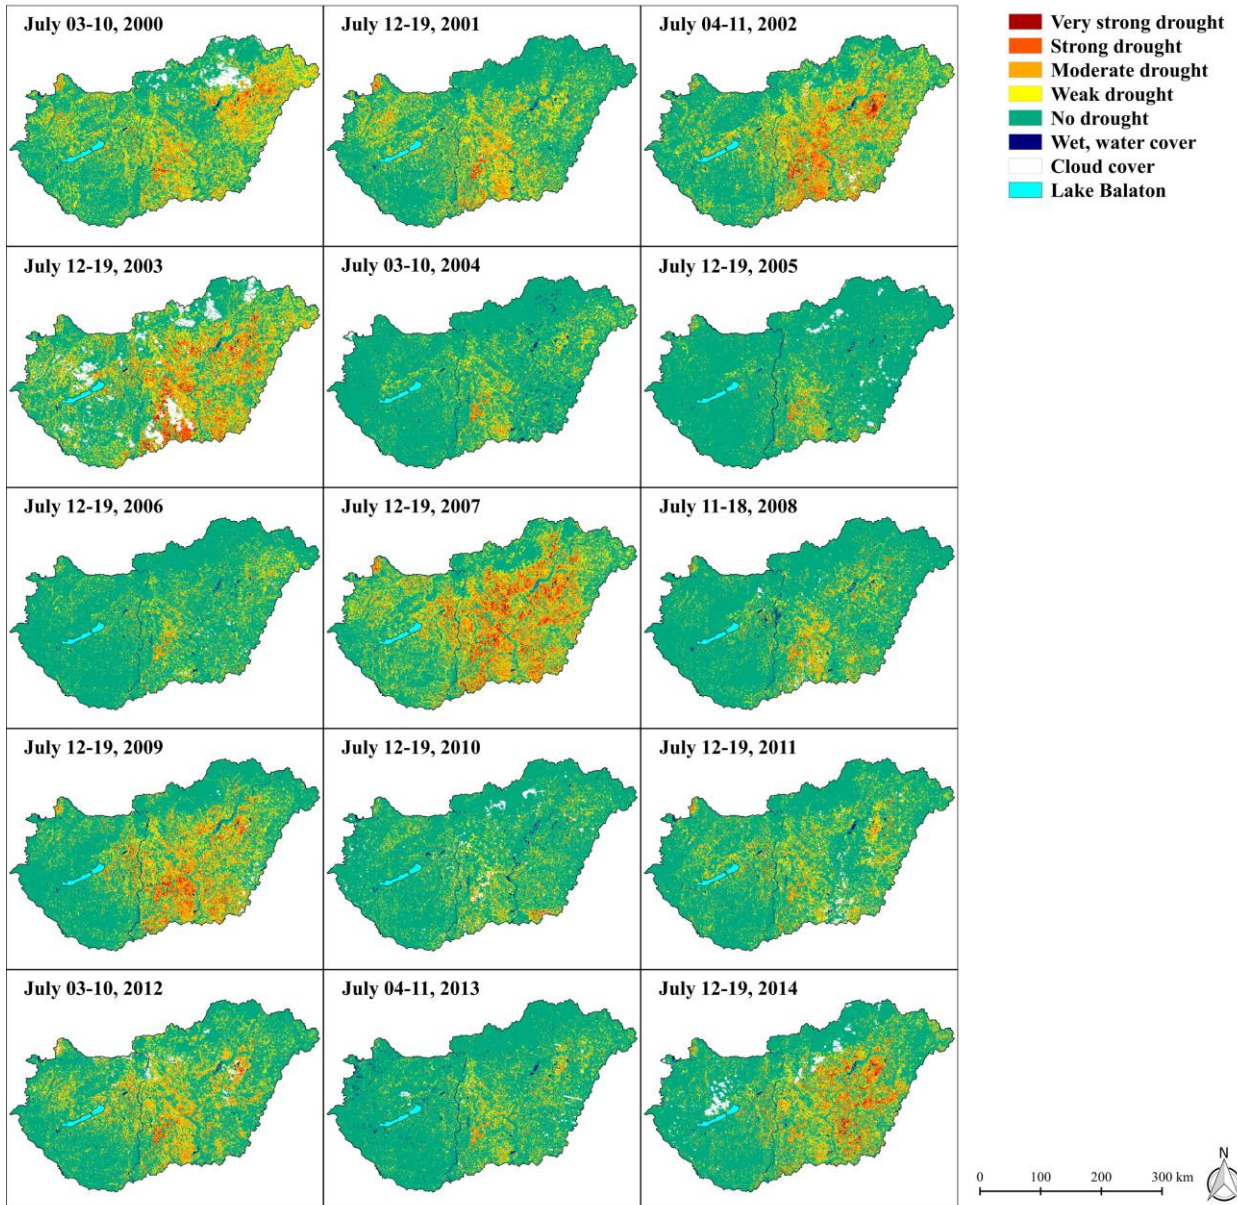 July 03-10, 2000
July 12-19, 2001
July 04-11, 2002
Very strong drought
Strong drought
Moderate drought
Weak drought
No drought
Wet, water cover
Cloud cover
Lake Balaton
July 12-19, 2003
July 03-10, 2004
July 12-19, 2005
July 12-19, 2006
July 12-19, 2007
July 11-18, 2008
July 12-19, 2009
July 12-19, 2010
July 12-19, 2011
July 03-10, 2012
July 04-11, 2013
July 12-19, 2014
N
0 100 200 300 km